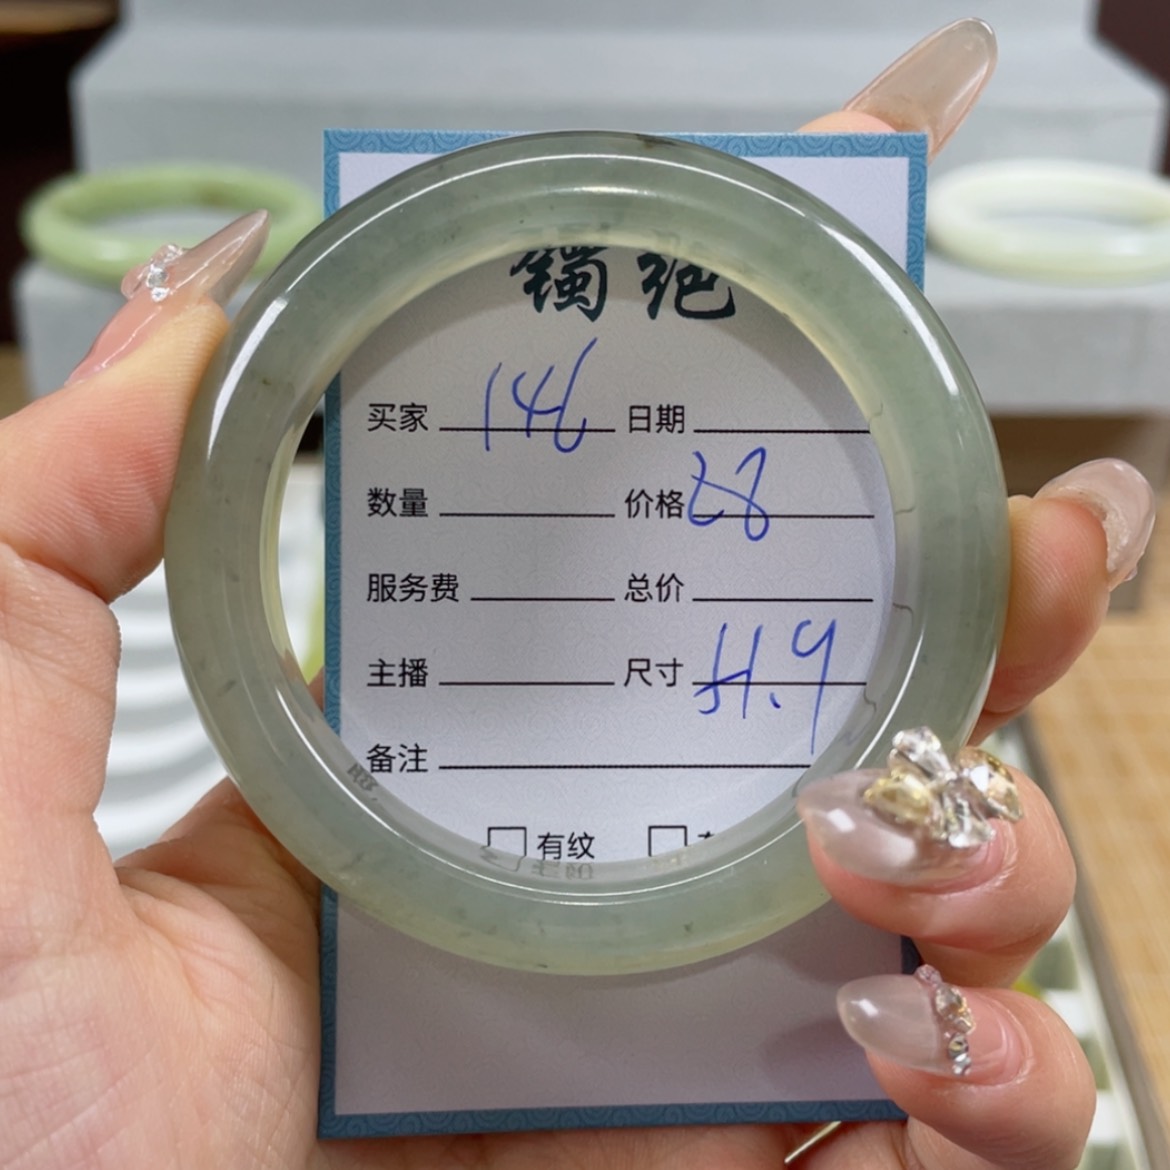 镯 绝
买家 146 日期
数量 价格 28
服务费 总价
主播 尺寸 51.9
备注
有纹